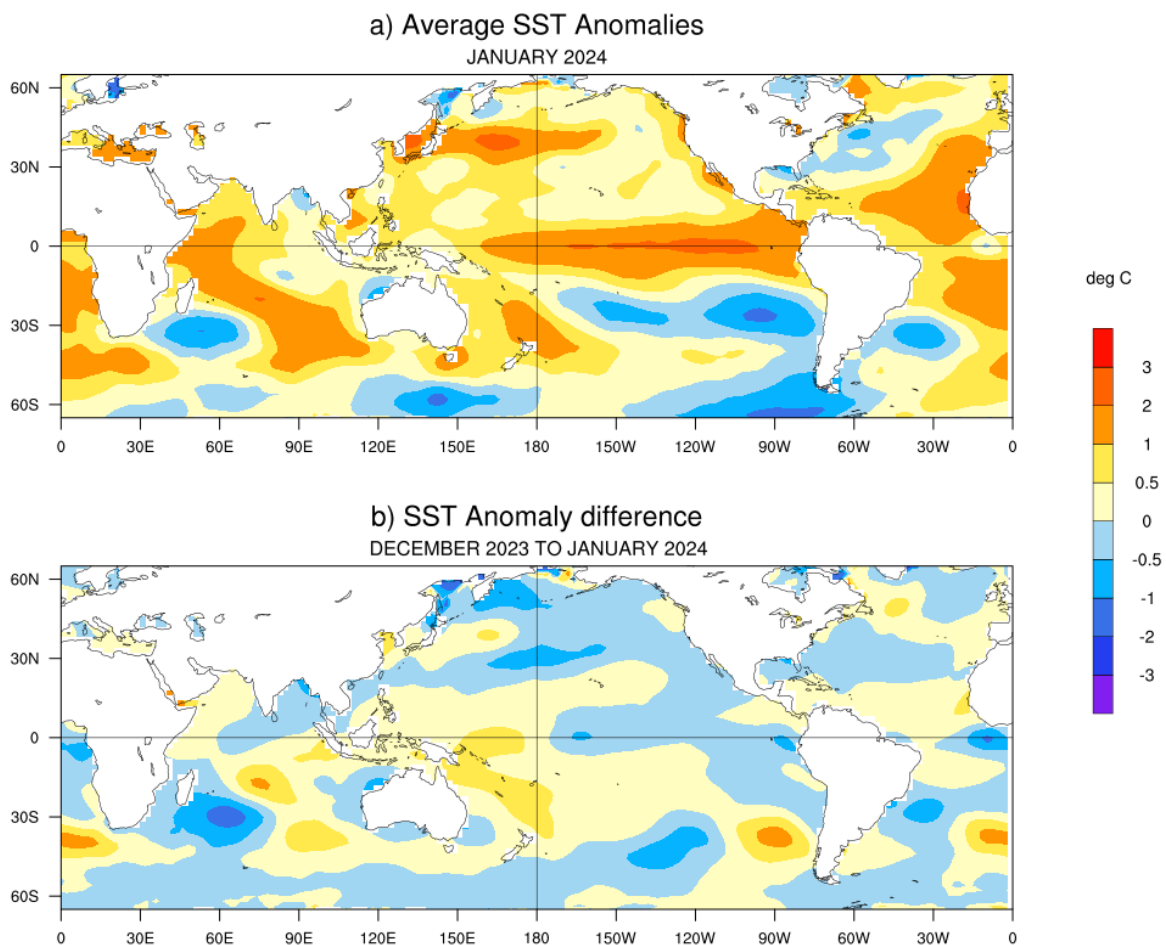 a) Average SST Anomalies
JANUARY 2024
60N
30N
0
30S
60S
0 30E 60E 90E 120E 150E 180 150W 120W 90W 60W 30W 0
deg C
3
2
1
0.5
0
-0.5
-1
-2
-3
b) SST Anomaly difference
DECEMBER 2023 TO JANUARY 2024
60N
30N
0
30S
60S
0 30E 60E 90E 120E 150E 180 150W 120W 90W 60W 30W 0